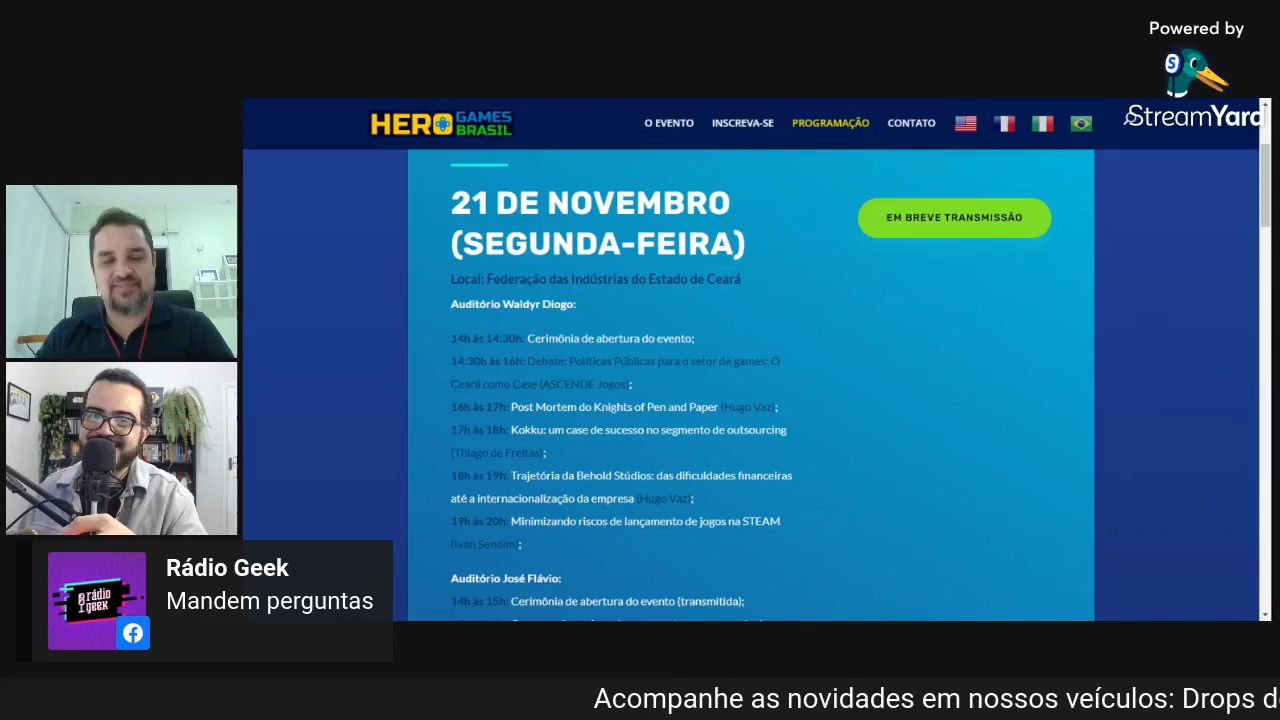 Powered by
StreamYard
HERO GAMES BRASIL
O EVENTO INSCREVA-SE PROGRAMAÇÃO CONTATO
21 DE NOVEMBRO
(SEGUNDA-FEIRA)
EM BREVE TRANSMISSÃO
Local: Federação das Indústrias do Estado de Ceará
Auditório Waldyr Diogo:
14h às 14:30h: Cerimônia de abertura do evento;
14:30h às 16h: Debate: Políticas Públicas para o setor de games: O
Ceará como Case (ASCENDE Jogos);
16h às 17h: Post Mortem do Knights of Pen and Paper (Hugo Vaz);
17h às 18h: Kokku: um case de sucesso no segmento de outsourcing
(Thiago de Freitas);
18h às 19h: Trajetória da Behold Stúdios: das dificuldades financeiras
até a internacionalização da empresa (Hugo Vaz);
19h às 20h: Minimizando riscos de lançamento de jogos na STEAM
(Ivan Sendim);
Auditório José Flávio:
14h às 15h: Cerimônia de abertura do evento (transmitida);
rádio geek
Rádio Geek
Mandem perguntas
Acompanhe as novidades em nossos veículos: Drops d